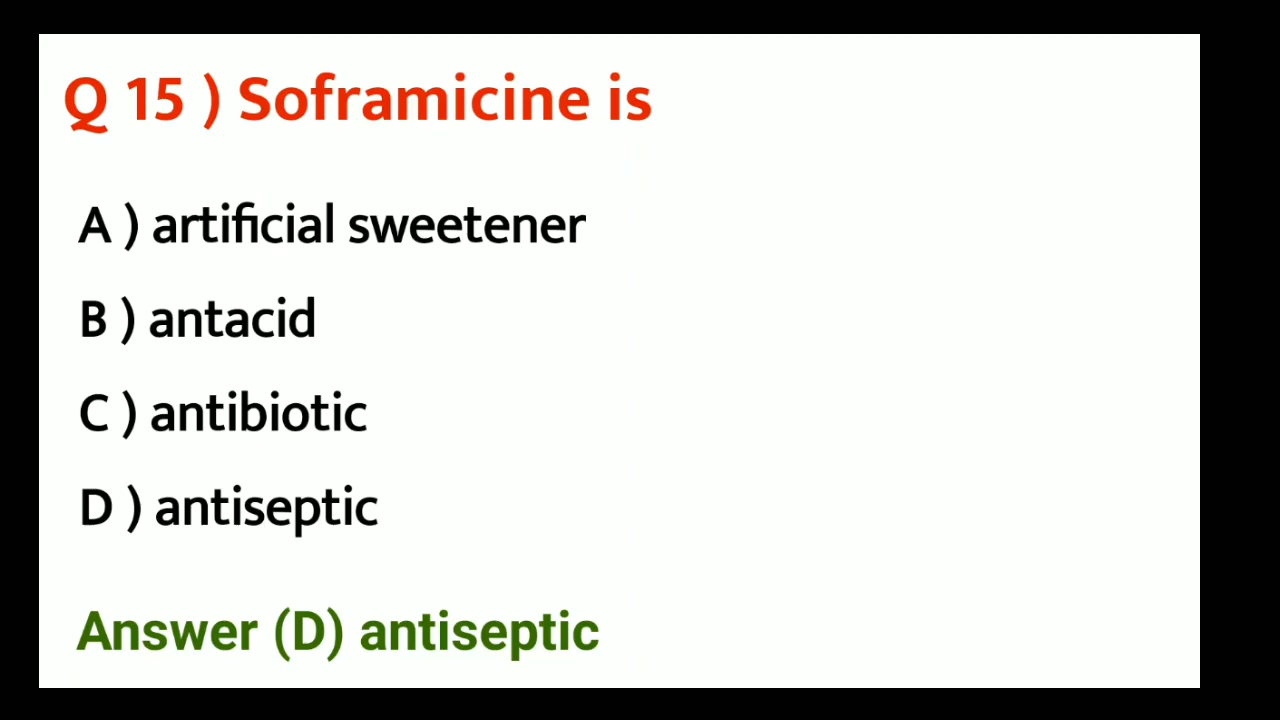 Q 15 ) Soframicine is
A ) artificial sweetener
B ) antacid
C ) antibiotic
D ) antiseptic
Answer (D) antiseptic